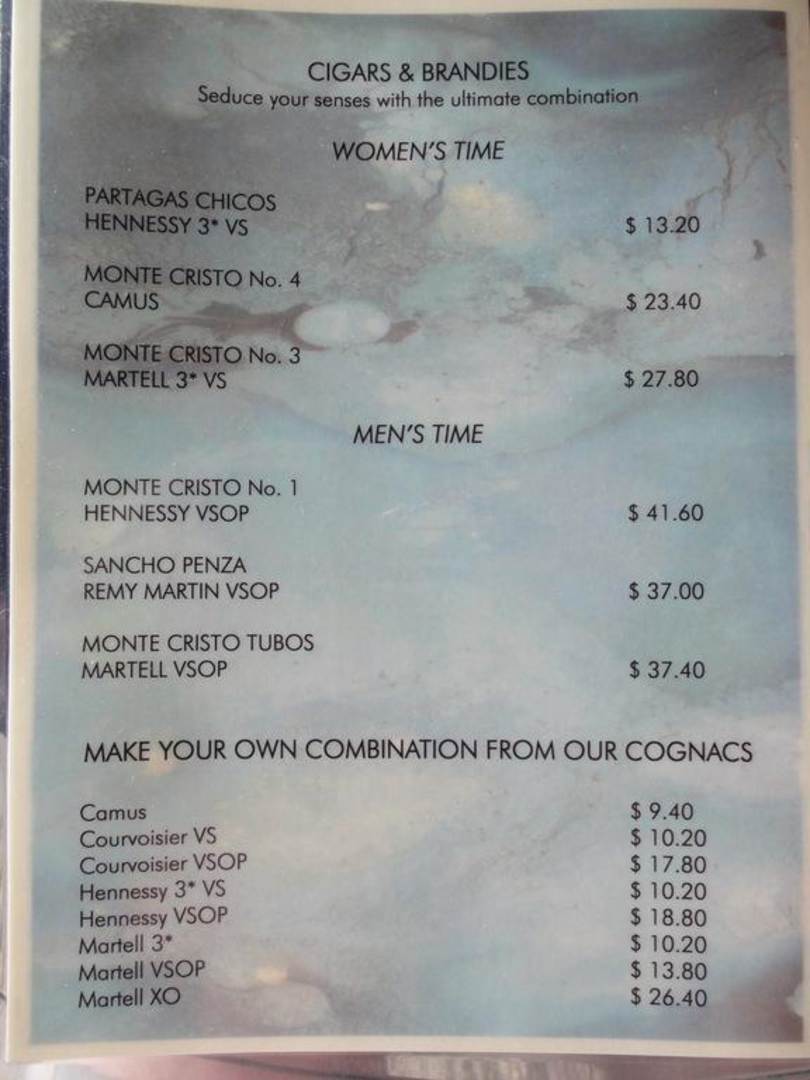 CIGARS & BRANDIES
Seduce your senses with the ultimate combination
WOMEN'S TIME
PARTAGAS CHICOS
HENNESSY 3* VS $ 13.20
MONTE CRISTO No. 4
CAMUS $ 23.40
MONTE CRISTO No. 3
MARTELL 3* VS $ 27.80
MEN'S TIME
MONTE CRISTO No. 1
HENNESSY VSOP $ 41.60
SANCHO PENZA
REMY MARTIN VSOP $ 37.00
MONTE CRISTO TUBOS
MARTELL VSOP $ 37.40
MAKE YOUR OWN COMBINATION FROM OUR COGNACS
Camus $ 9.40
Courvoisier VS $ 10.20
Courvoisier VSOP $ 17.80
Hennessy 3* VS $ 10.20
Hennessy VSOP $ 18.80
Martell 3* $ 10.20
Martell VSOP $ 13.80
Martell XO $ 26.40